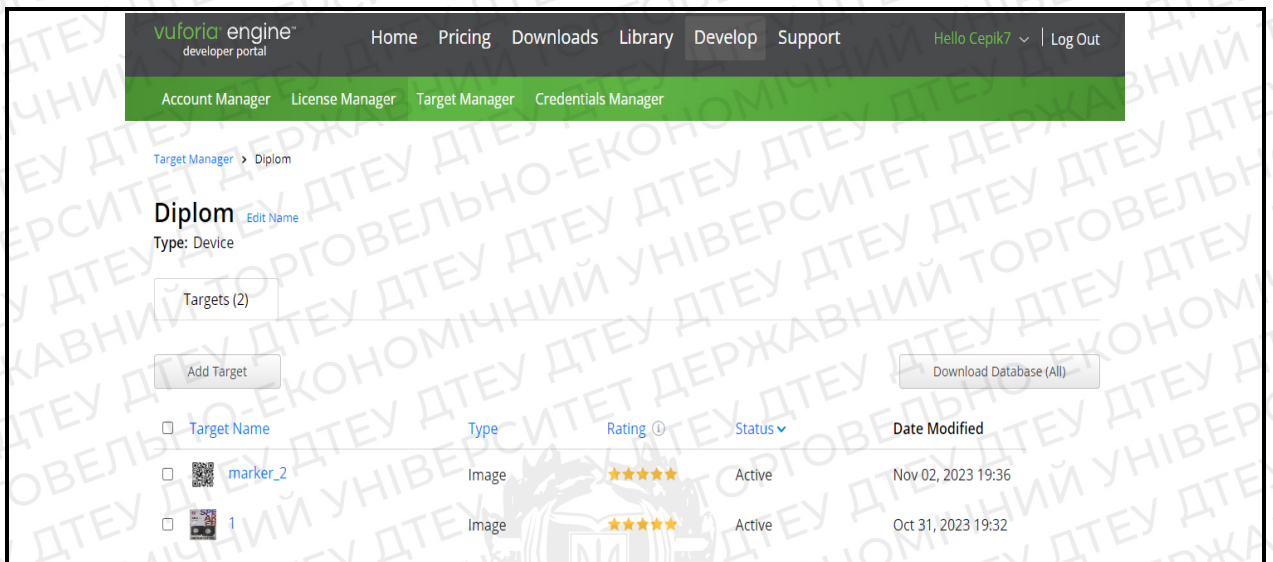 vuforia® engine™
developer portal
Home Pricing Downloads Library Develop Support
Hello Cepik7 | Log Out
Account Manager License Manager Target Manager Credentials Manager
Target Manager > Diplom
Diplom Edit Name
Type: Device
Targets (2)
Add Target
Download Database (All)
Target Name Type Rating Status Date Modified
marker_2 Image ★★★★★ Active Nov 02, 2023 19:36
1 Image ★★★★★ Active Oct 31, 2023 19:32